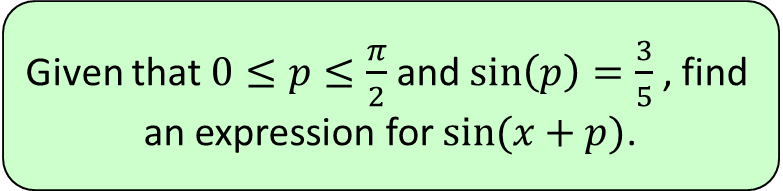 Given that 0 ≤ p ≤ π/2 and sin(p) = 3/5, find
an expression for sin(x + p).